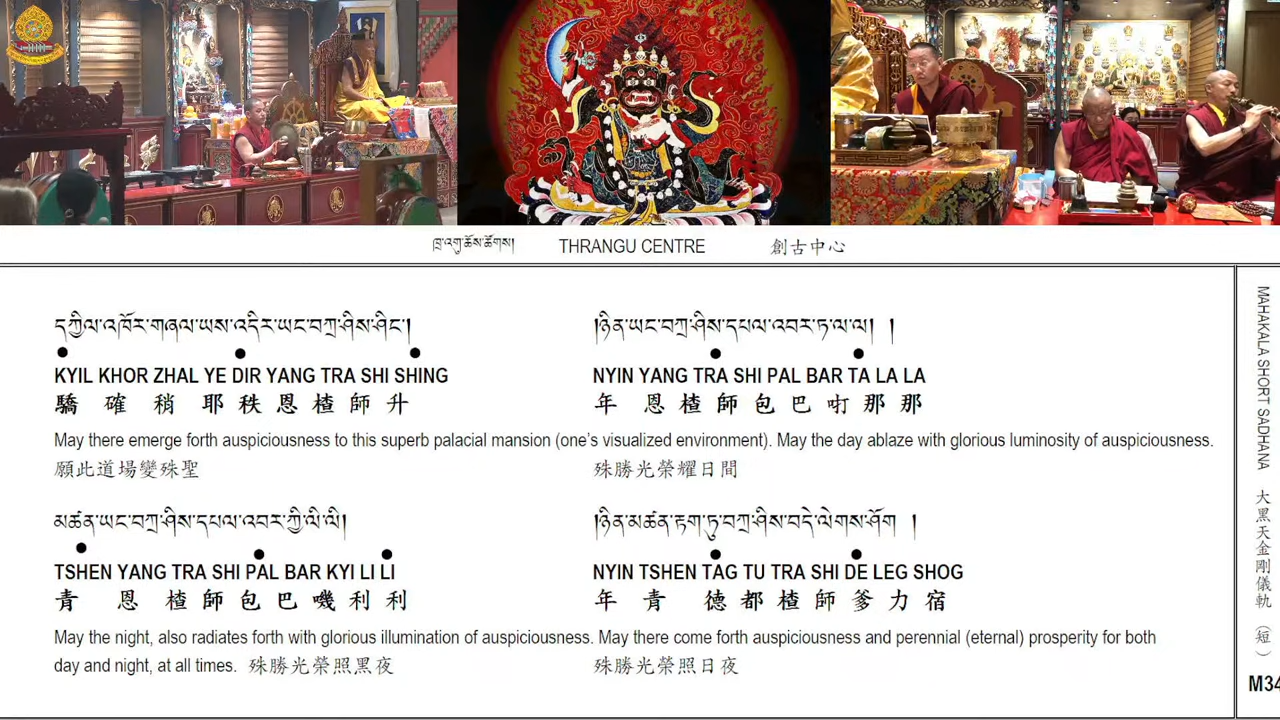 ཁྲ་འགུ་ཆོས་ཚོགས། THRANGU CENTRE 創古中心
དཀྱིལ་འཁོར་གཞལ་ཡས་འདིར་ཡང་བཀྲ་ཤིས་ཤིང་།
KYIL KHOR ZHAL YE DIR YANG TRA SHI SHING
驕 確 稍 耶 秩 恩 楂 師 升
།ཉིན་ཡང་བཀྲ་ཤིས་དཔལ་འབར་ཏ་ལ་ལ། །
NYIN YANG TRA SHI PAL BAR TA LA LA
年 恩 楂 師 包 巴 咑 那 那
May there emerge forth auspiciousness to this superb palacial mansion (one's visualized environment). May the day ablaze with glorious luminosity of auspiciousness.
願此道場變殊聖
殊勝光榮耀日間
མཚན་ཡང་བཀྲ་ཤིས་དཔལ་འབར་ཀྱི་ལི་ལི།
TSHEN YANG TRA SHI PAL BAR KYI LI LI
青 恩 楂 師 包 巴 嘰 利 利
།ཉིན་མཚན་རྟག་ཏུ་བཀྲ་ཤིས་བདེ་ལེགས་ཤོག །
NYIN TSHEN TAG TU TRA SHI DE LEG SHOG
年 青 德 都 楂 師 爹 力 宿
May the night, also radiates forth with glorious illumination of auspiciousness. May there come forth auspiciousness and perennial (eternal) prosperity for both
day and night, at all times. 殊勝光榮照黑夜
殊勝光榮照日夜
MAHAKALA SHORT SADHANA 大黑天金剛儀軌 (短)
M34